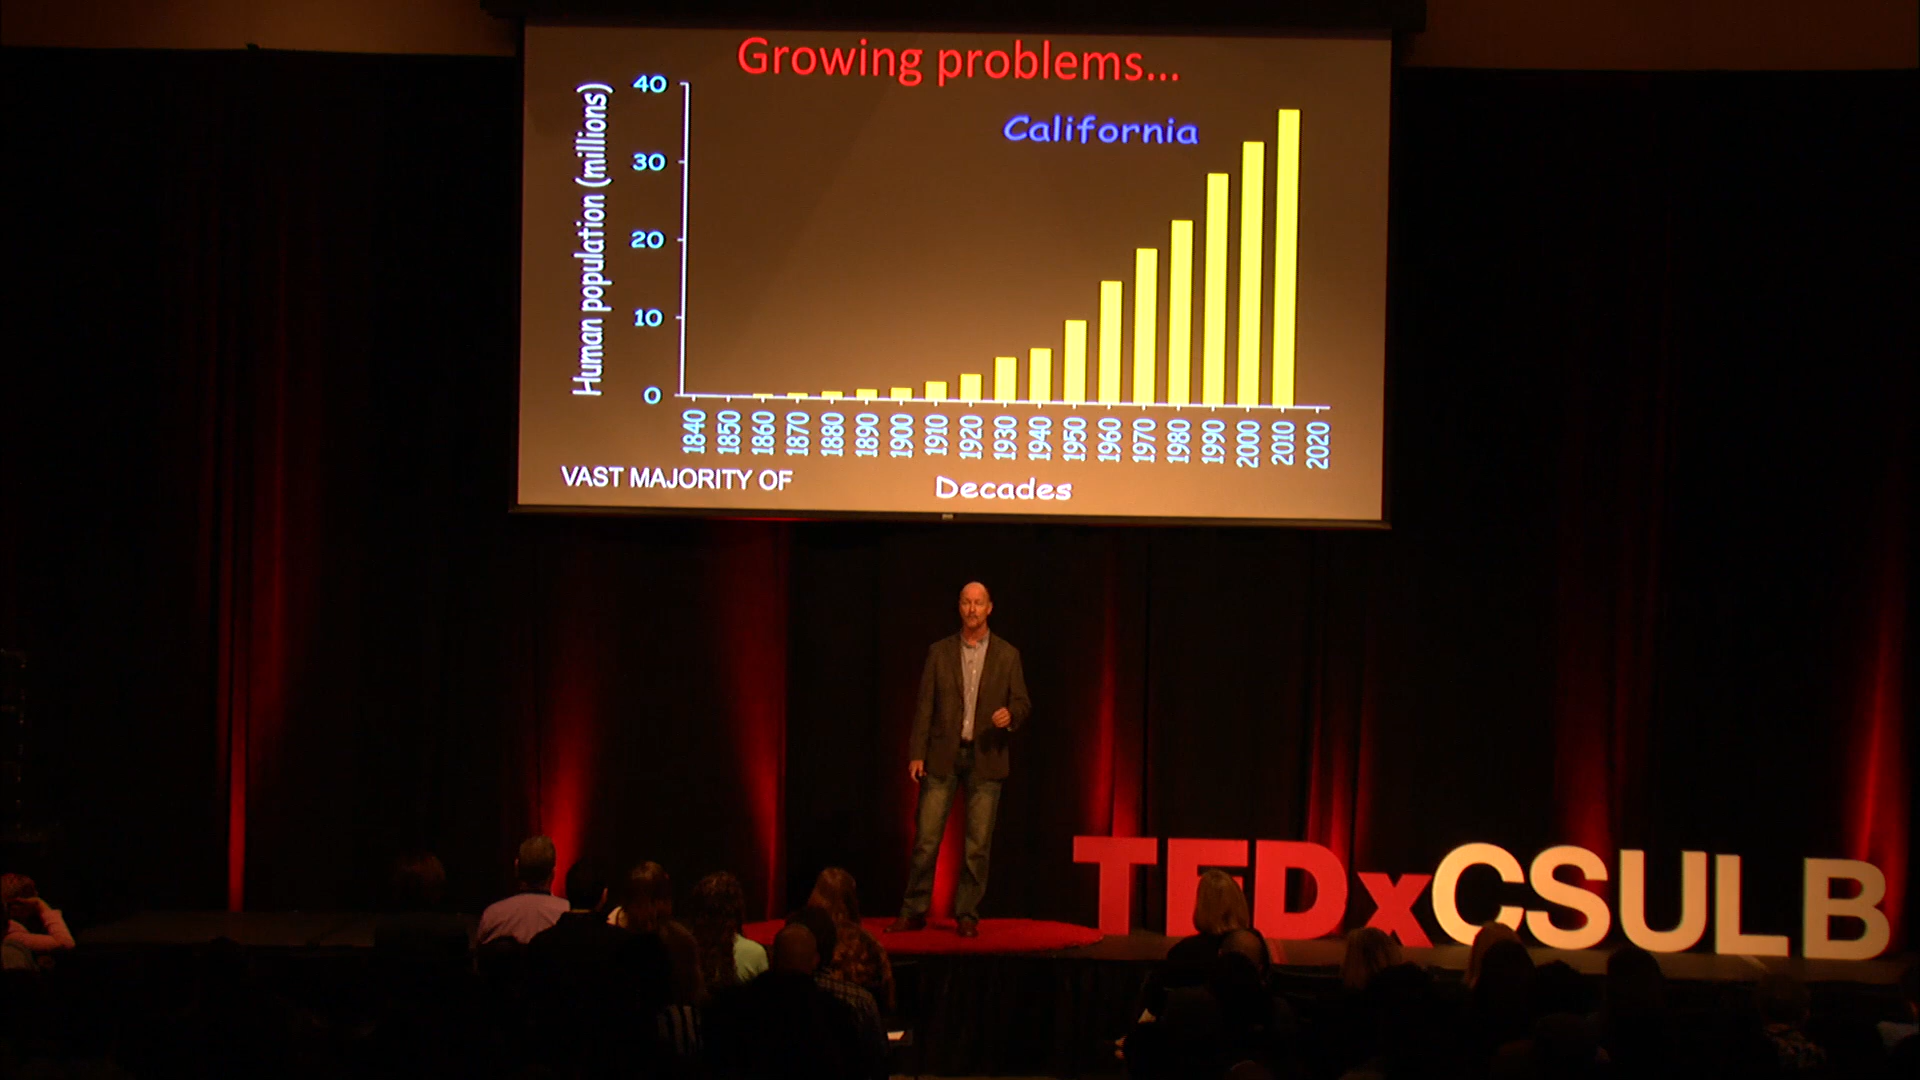 Growing problems...
California
Human population (millions)
40
30
20
10
0
1840 1850 1860 1870 1880 1890 1900 1910 1920 1930 1940 1950 1960 1970 1980 1990 2000 2010 2020
VAST MAJORITY OF
Decades
TEDxCSULB